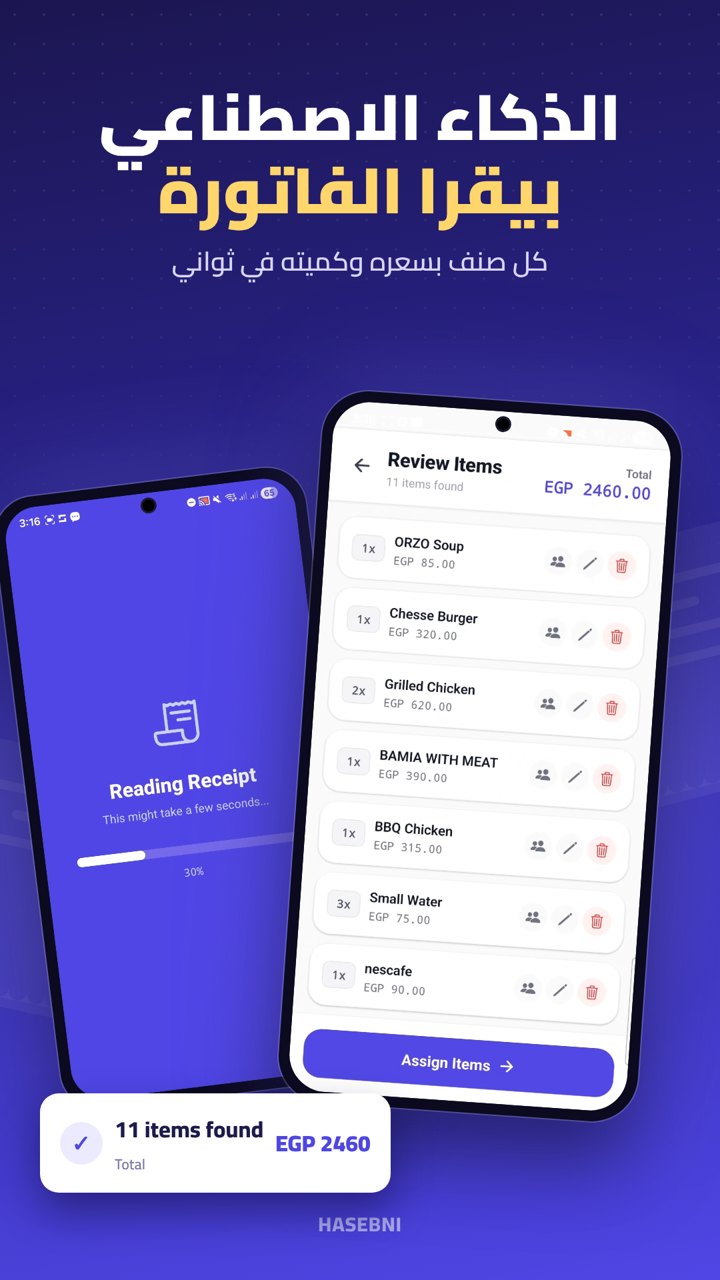 الذكاء الاصطناعي
بيقرا الفاتورة
كل صنف بسعره وكميته في ثواني
3:16
65
Reading Receipt
This might take a few seconds...
30%
Review Items
11 items found
Total
EGP 2460.00
1x
ORZO Soup
EGP 85.00
1x
Chesse Burger
EGP 320.00
2x
Grilled Chicken
EGP 620.00
1x
BAMIA WITH MEAT
EGP 390.00
1x
BBQ Chicken
EGP 315.00
3x
Small Water
EGP 75.00
1x
nescafe
EGP 90.00
Assign Items →
✓
11 items found
Total
EGP 2460
HASEBNI